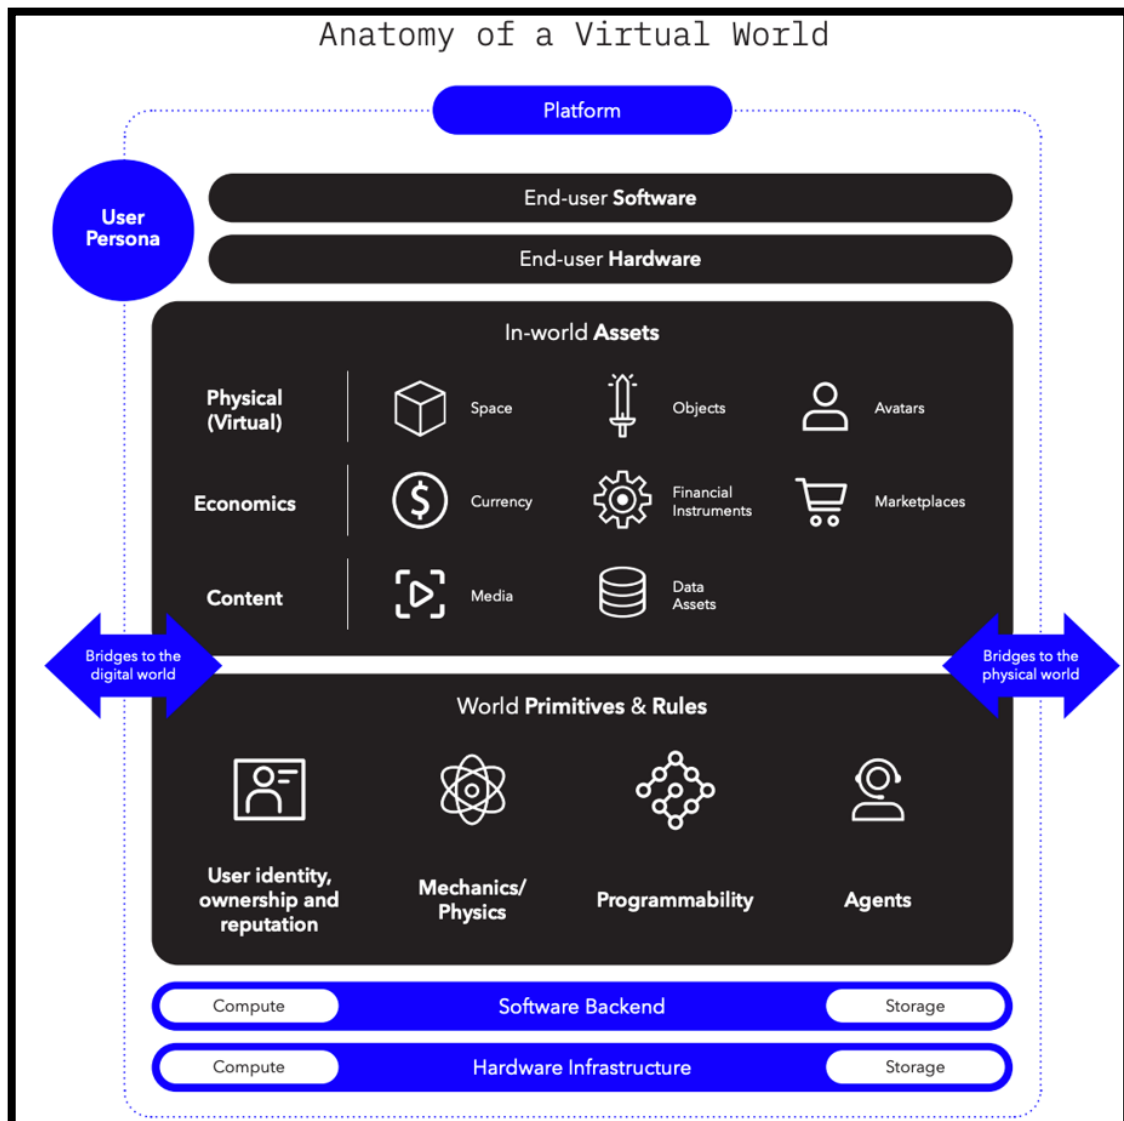 Anatomy of a Virtual World
Platform
User
Persona
End-user Software
End-user Hardware
In-world Assets
Physical
(Virtual)
Space
Objects
Avatars
Economics
Currency
Financial
Instruments
Marketplaces
Content
Media
Data
Assets
Bridges to the
digital world
Bridges to the
physical world
World Primitives & Rules
User identity,
ownership and
reputation
Mechanics/
Physics
Programmability
Agents
Compute
Software Backend
Storage
Compute
Hardware Infrastructure
Storage